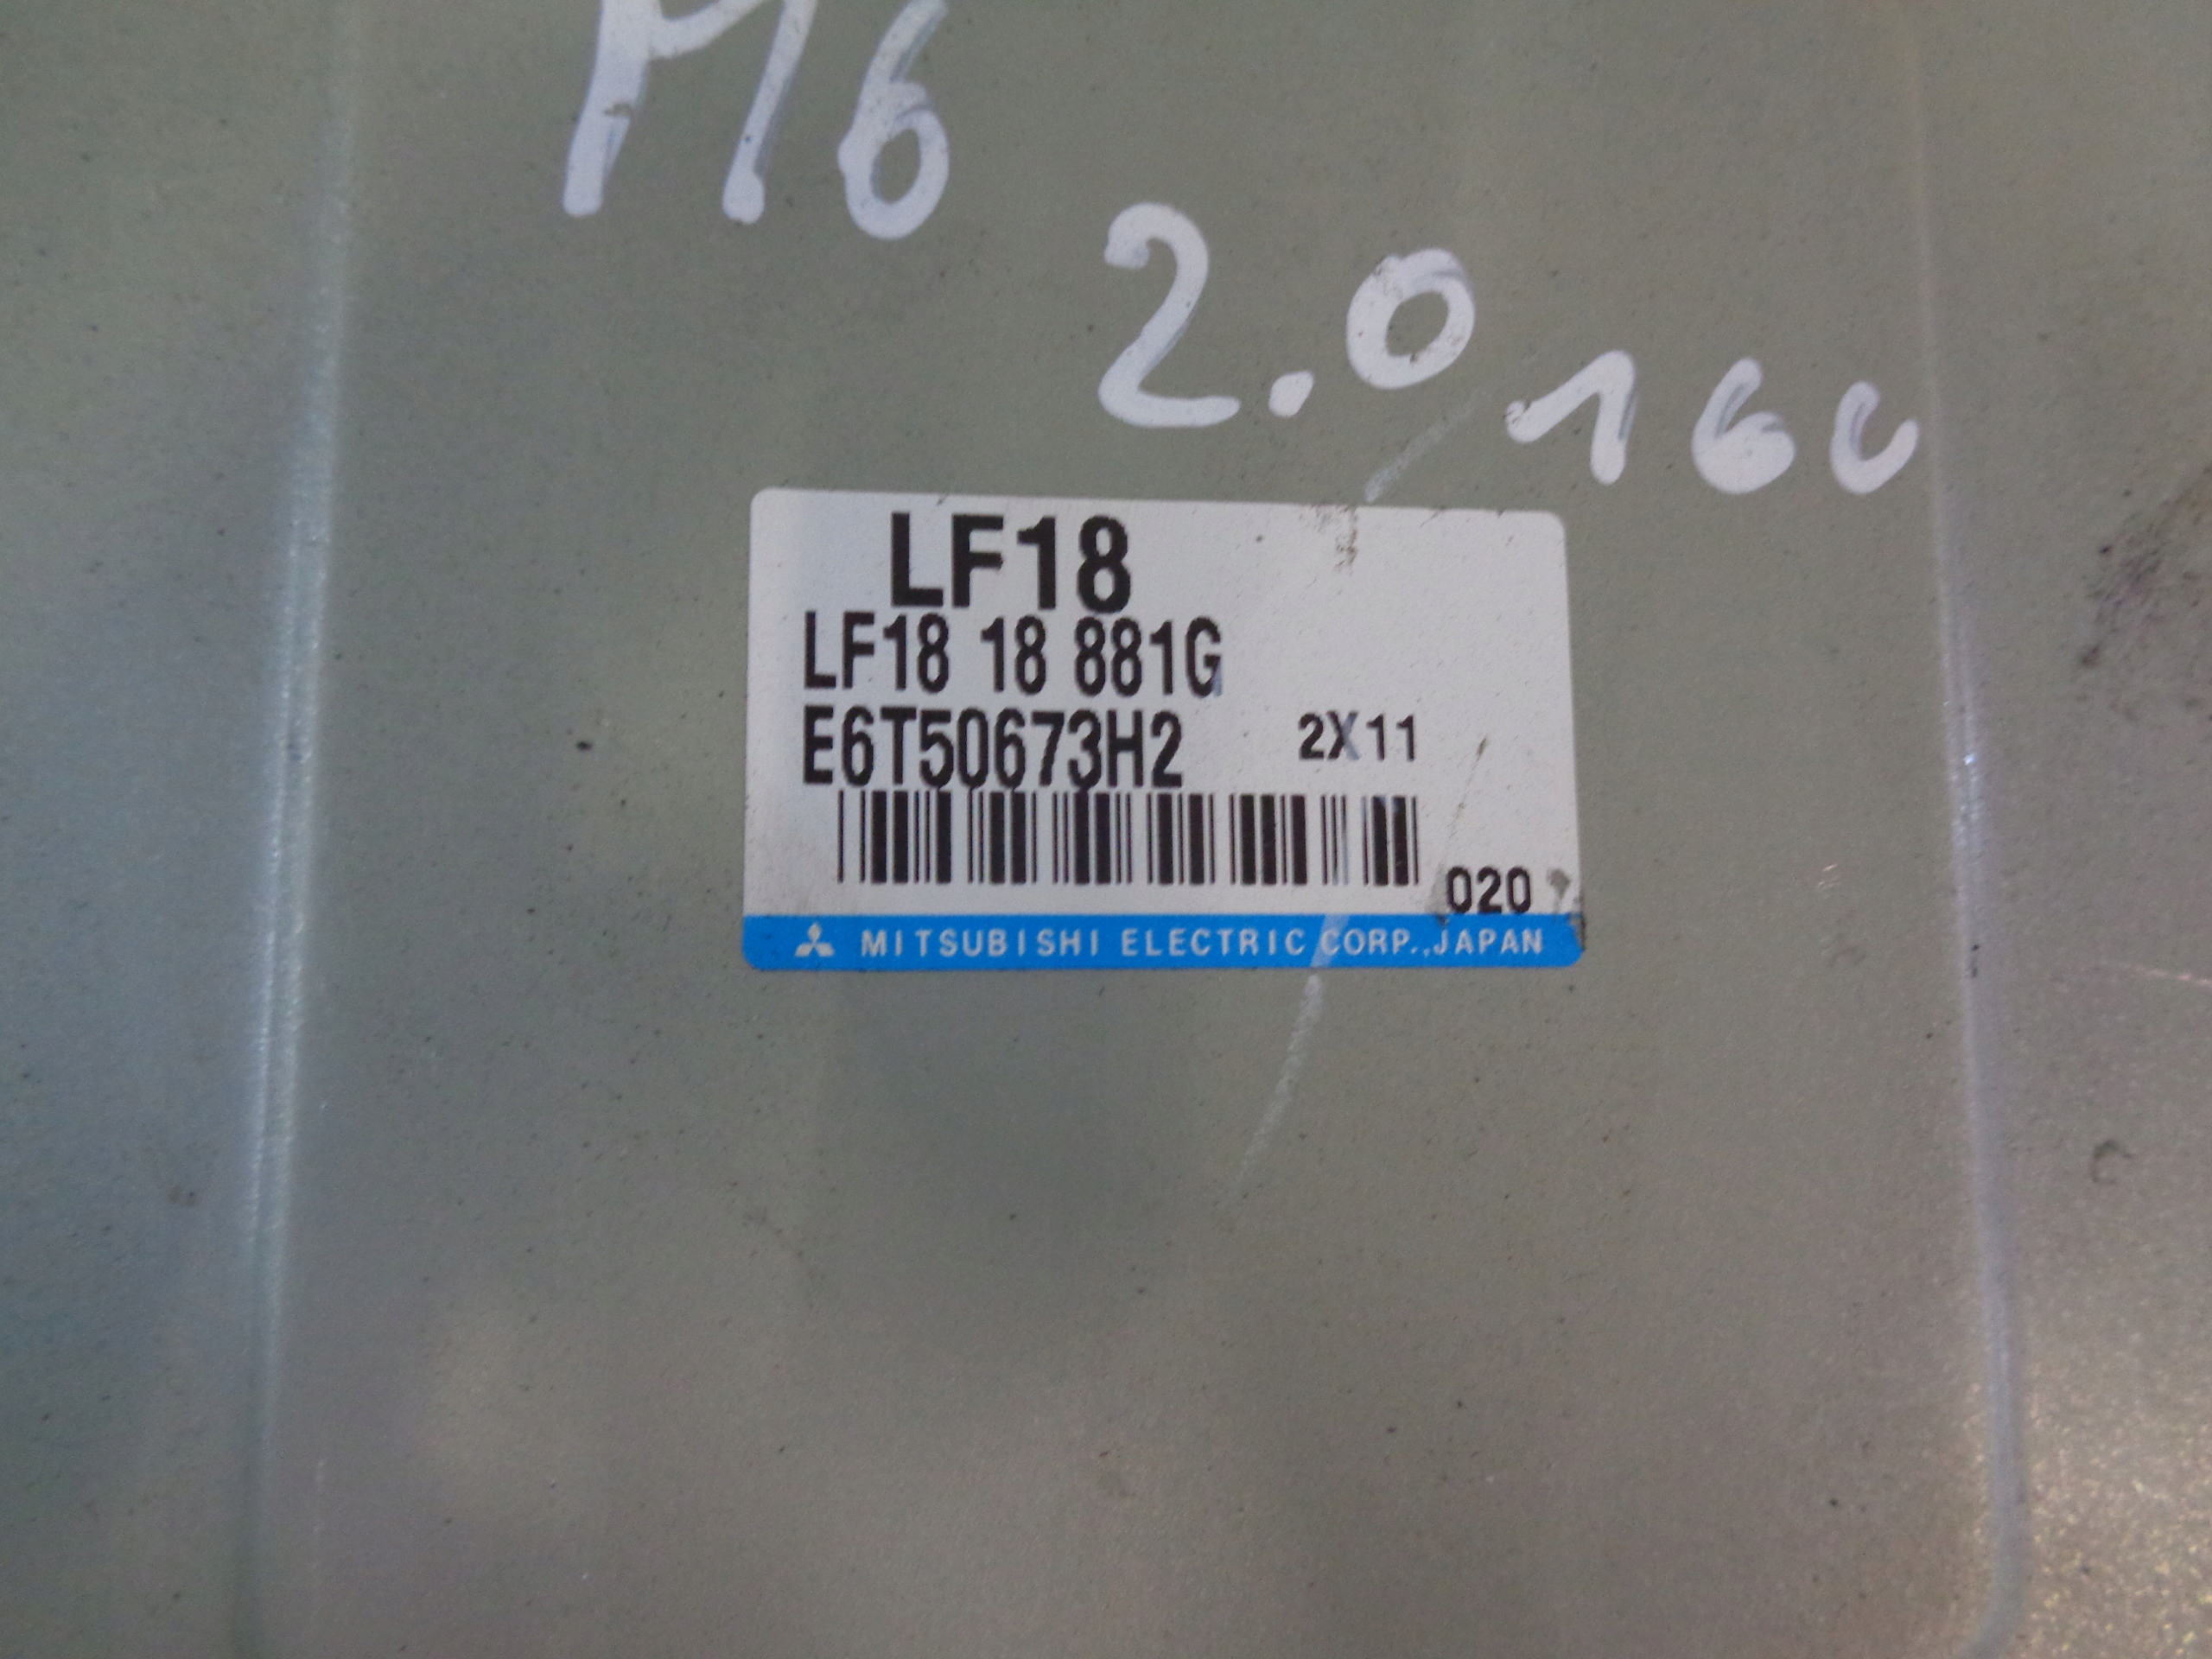 M6
2.0 16V
LF18
LF18 18 881G
E6T50673H2 2X11
020
MITSUBISHI ELECTRIC CORP.,JAPAN